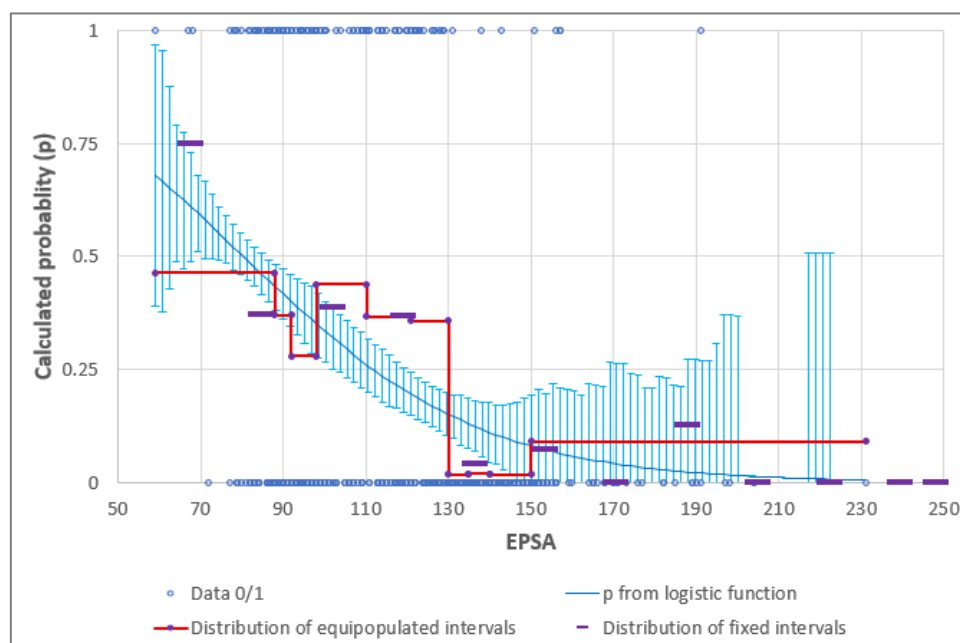 1
0.75
0.5
0.25
0
Calculated probablity (p)
50 70 90 110 130 150 170 190 210 230 250
EPSA
Data 0/1 p from logistic function
Distribution of equipopulated intervals Distribution of fixed intervals